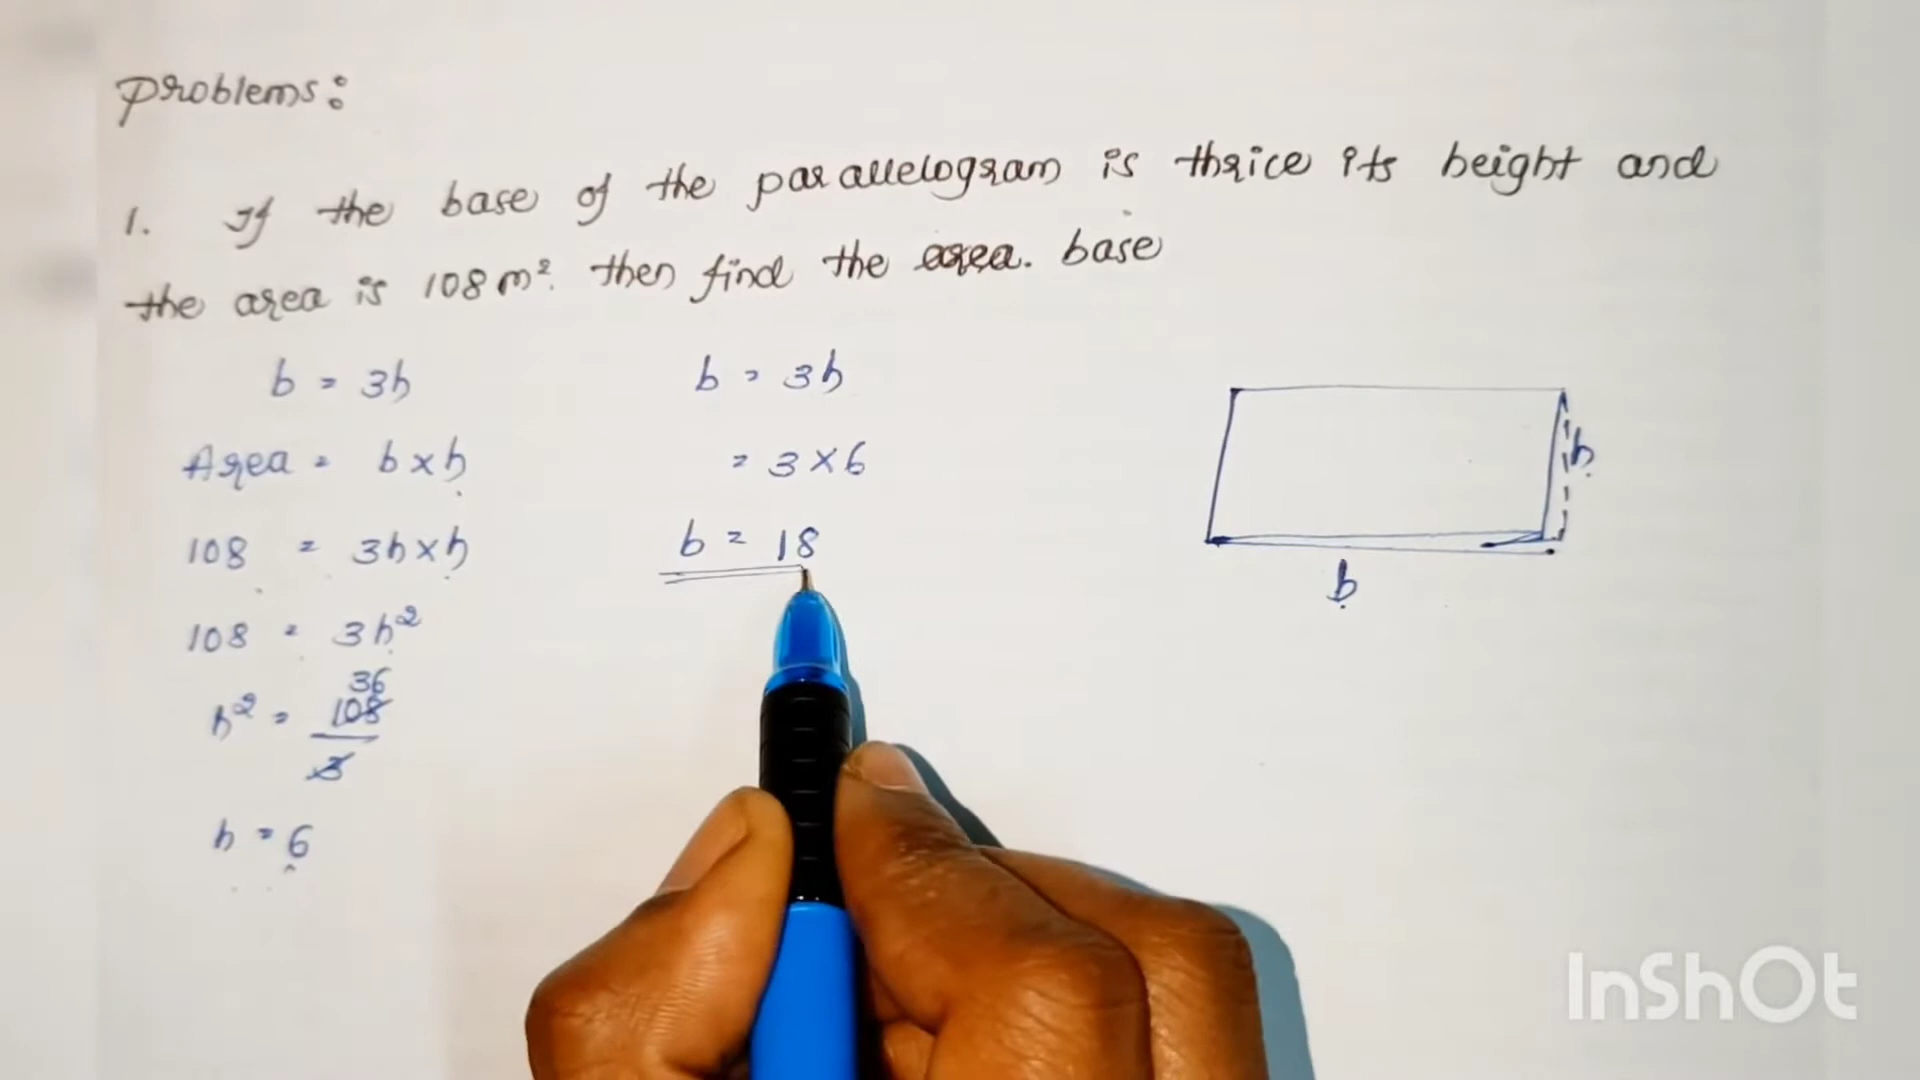 Problems:
1. If the base of the parallelogram is thrice its height and
the area is 108 m². then find the area. base
b = 3h
Area = b×h
108 = 3h×h
108 = 3h²
36
h² = 108
3
h = 6
b = 3h
= 3×6
b = 18
h
b
InShOt